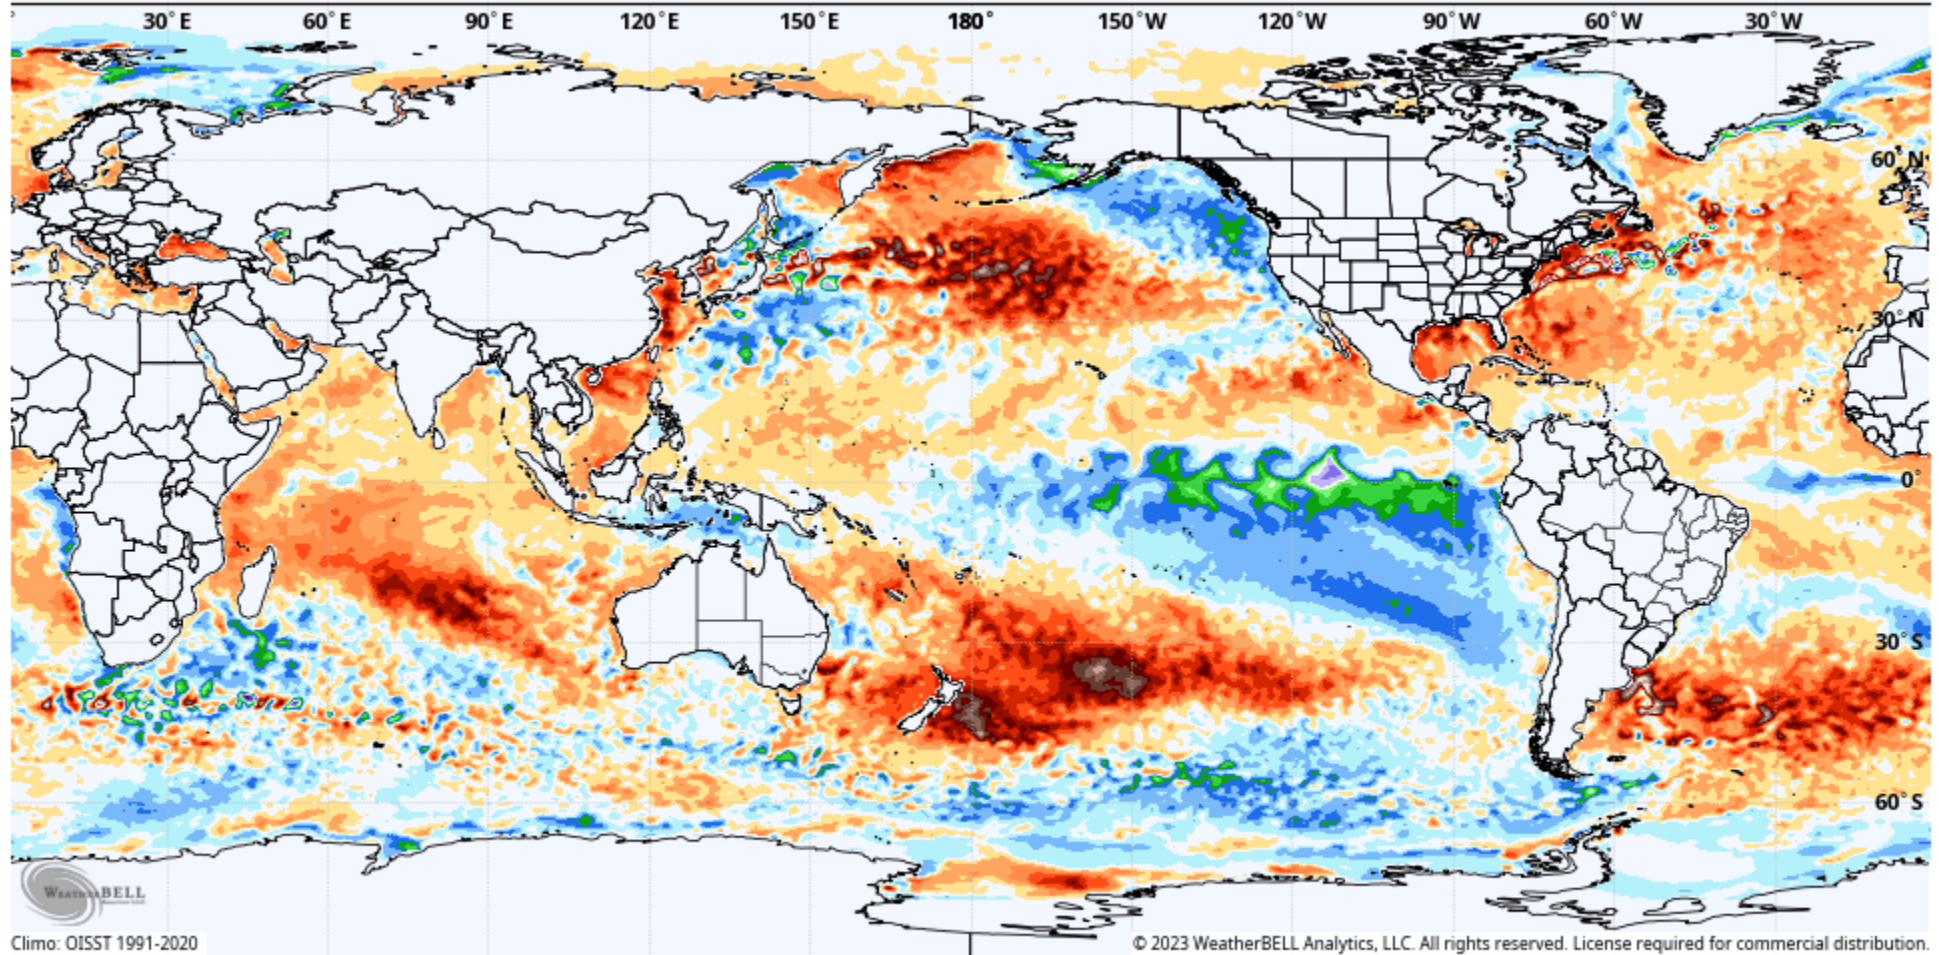 30°E 60°E 90°E 120°E 150°E 180° 150°W 120°W 90°W 60°W 30°W
60°N
30°N
0°
30°S
60°S
WEATHERBELL
Climo: OISST 1991-2020
© 2023 WeatherBELL Analytics, LLC. All rights reserved. License required for commercial distribution.